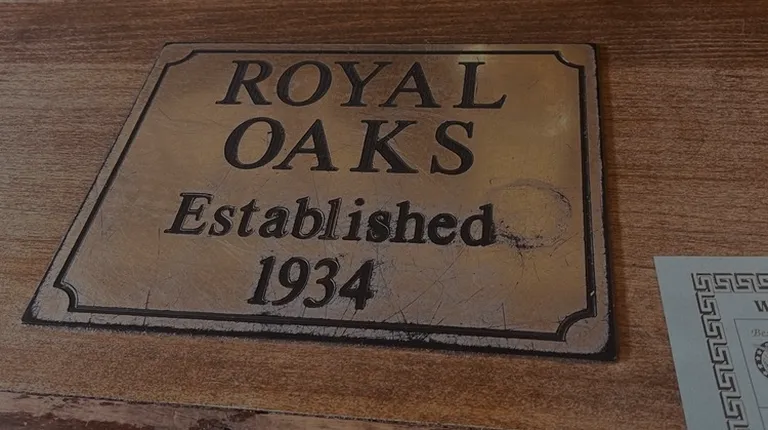 ROYAL
OAKS
Established
1934